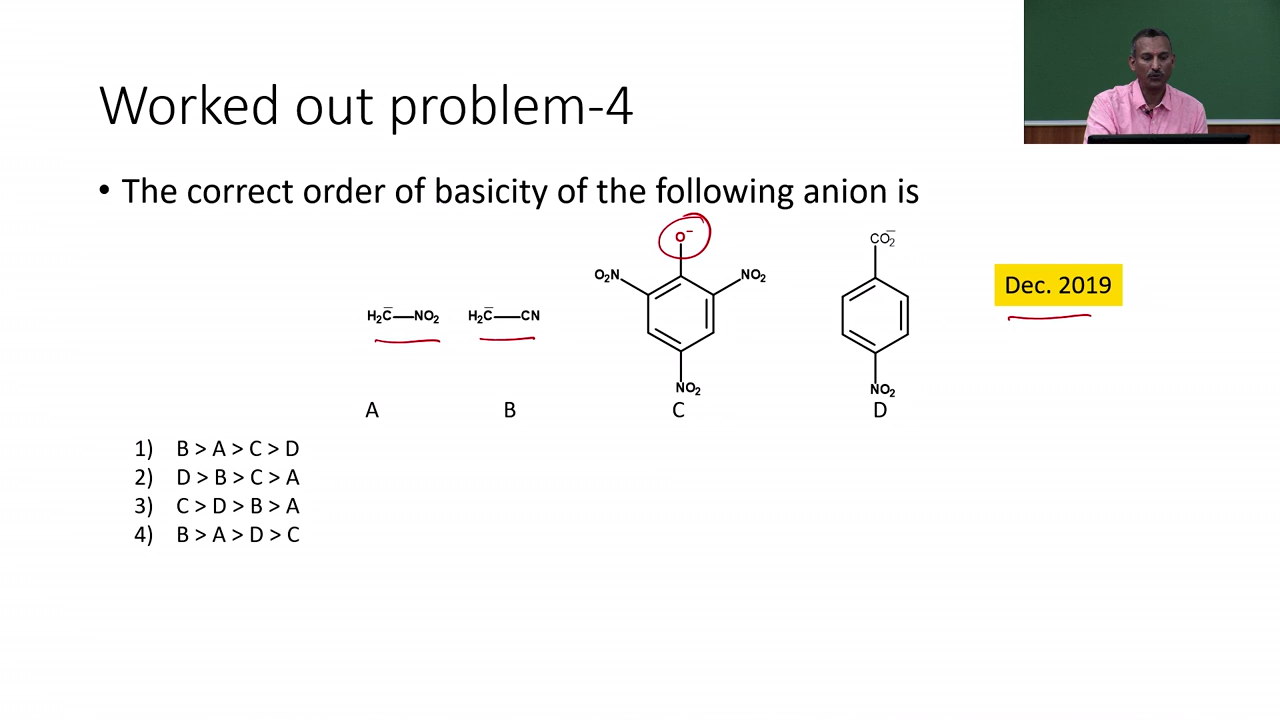 Worked out problem-4
• The correct order of basicity of the following anion is
O⁻
CO₂⁻
O₂N
NO₂
Dec. 2019
H₂C̅—NO₂
H₂C̅—CN
NO₂
NO₂
A
B
C
D
1) B > A > C > D
2) D > B > C > A
3) C > D > B > A
4) B > A > D > C